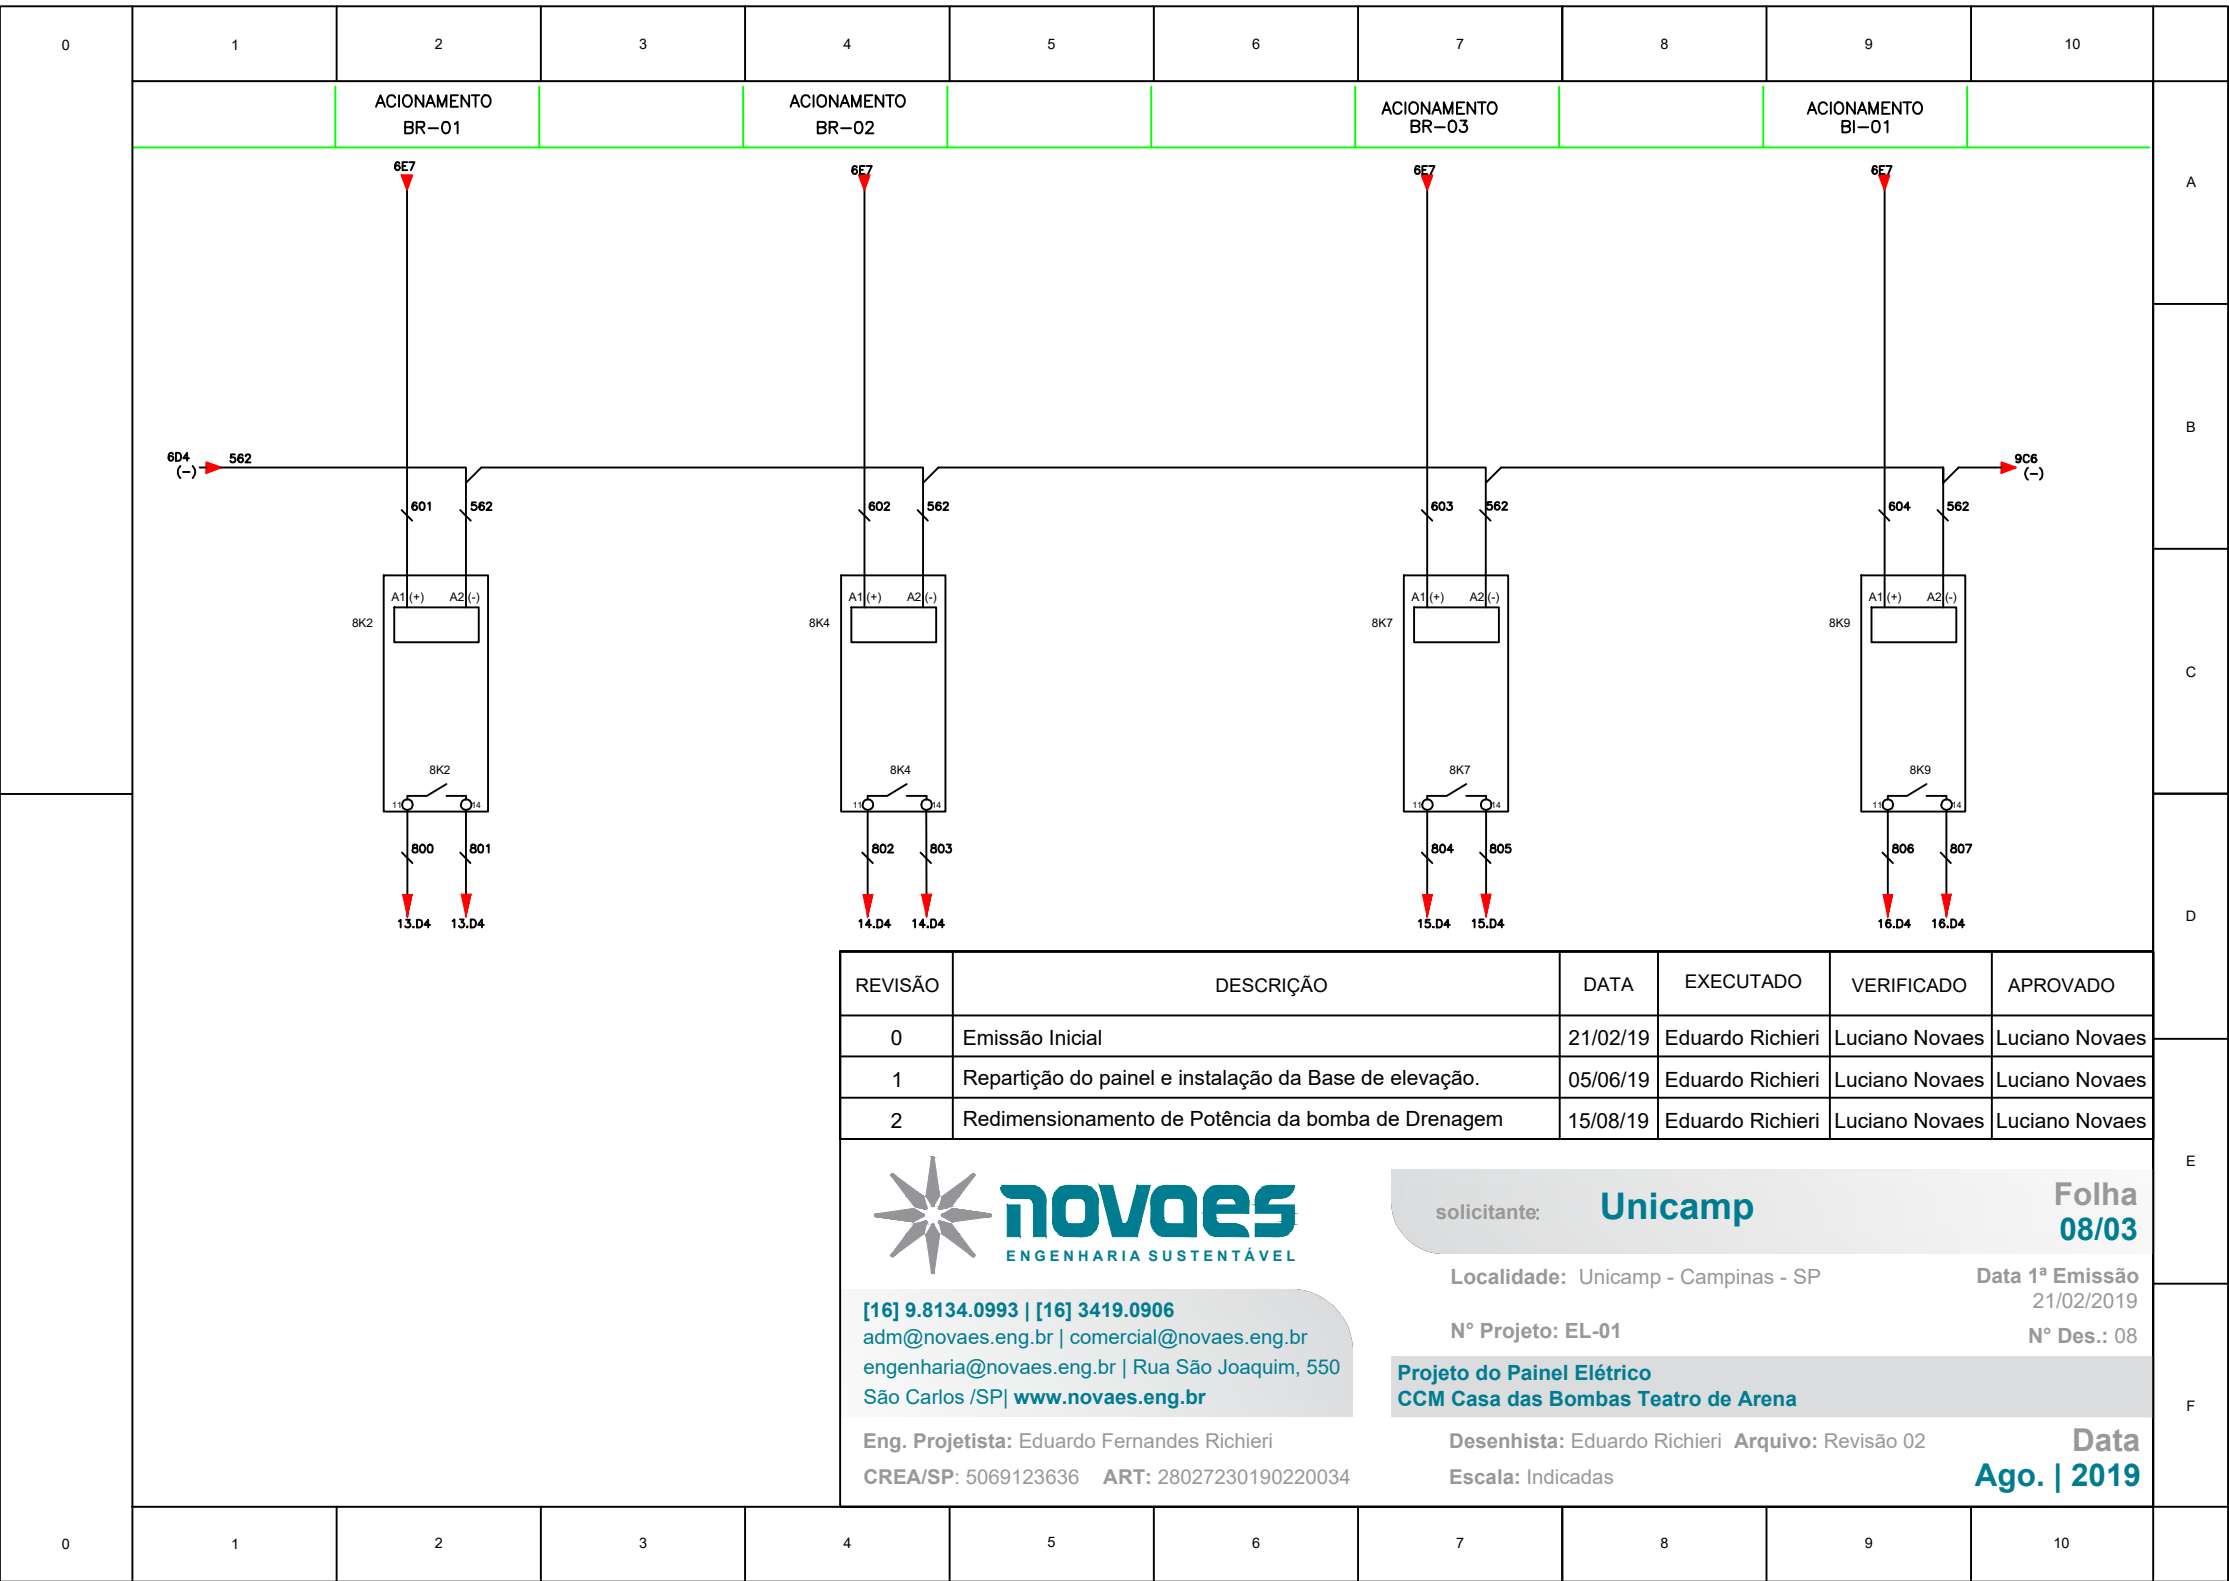 0 1 2 3 4 5 6 7 8 9 10
ACIONAMENTO BR-01
ACIONAMENTO BR-02
ACIONAMENTO BR-03
ACIONAMENTO BI-01
6E7 6E7 6E7 6E7
A
B
6D4 (-) 562
9C6 (-)
601 562 602 562 603 562 604 562
A1 (+) A2 (-) A1 (+) A2 (-) A1 (+) A2 (-) A1 (+) A2 (-)
8K2 8K4 8K7 8K9
C
8K2 8K4 8K7 8K9
11 14 11 14 11 14 11 14
800 801 802 803 804 805 806 807
13.D4 13.D4 14.D4 14.D4 15.D4 15.D4 16.D4 16.D4
D
REVISÃO DESCRIÇÃO DATA EXECUTADO VERIFICADO APROVADO
0 Emissão Inicial 21/02/19 Eduardo Richieri Luciano Novaes Luciano Novaes
1 Repartição do painel e instalação da Base de elevação. 05/06/19 Eduardo Richieri Luciano Novaes Luciano Novaes
2 Redimensionamento de Potência da bomba de Drenagem 15/08/19 Eduardo Richieri Luciano Novaes Luciano Novaes
E
novaes
ENGENHARIA SUSTENTÁVEL
solicitante: Unicamp
Folha
08/03
Localidade: Unicamp - Campinas - SP
Data 1ª Emissão
21/02/2019
N° Projeto: EL-01
N° Des.: 08
[16] 9.8134.0993 | [16] 3419.0906
adm@novaes.eng.br | comercial@novaes.eng.br
engenharia@novaes.eng.br | Rua São Joaquim, 550
São Carlos /SP| www.novaes.eng.br
Projeto do Painel Elétrico
CCM Casa das Bombas Teatro de Arena
F
Eng. Projetista: Eduardo Fernandes Richieri
CREA/SP: 5069123636 ART: 28027230190220034
Desenhista: Eduardo Richieri Arquivo: Revisão 02
Escala: Indicadas
Data
Ago. | 2019
0 1 2 3 4 5 6 7 8 9 10